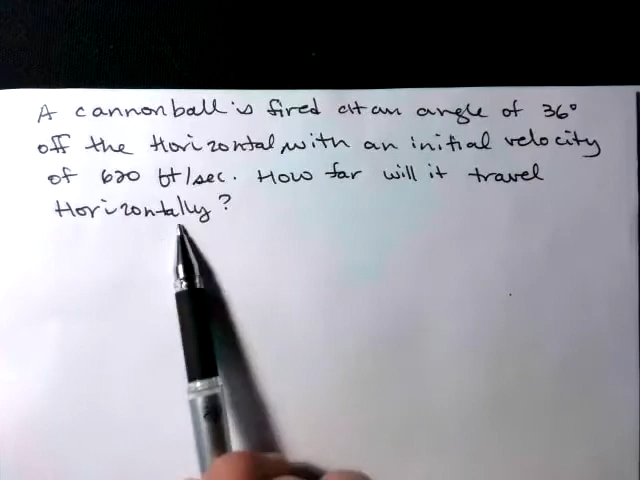 A cannonball is fired at an angle of 36°
off the Horizontal, with an initial velocity
of 620 ft/sec. How far will it travel
Horizontally?